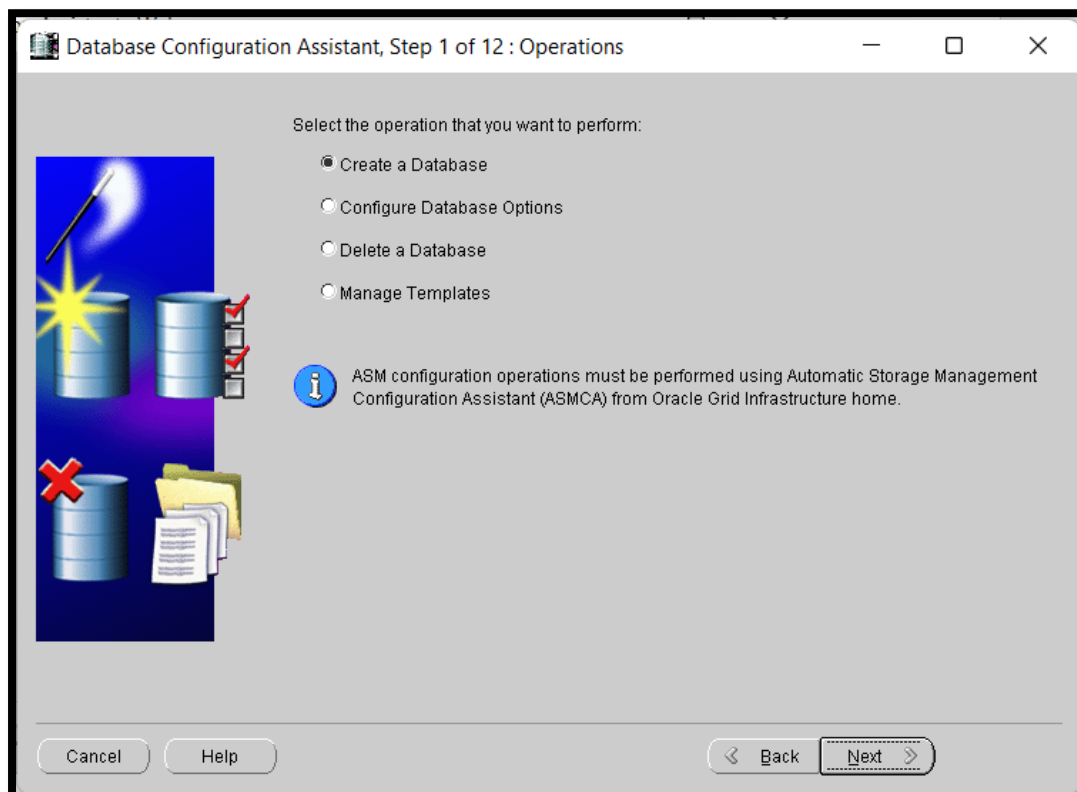 Database Configuration Assistant, Step 1 of 12 : Operations
Select the operation that you want to perform:
Create a Database
Configure Database Options
Delete a Database
Manage Templates
ASM configuration operations must be performed using Automatic Storage Management
Configuration Assistant (ASMCA) from Oracle Grid Infrastructure home.
Cancel Help Back Next